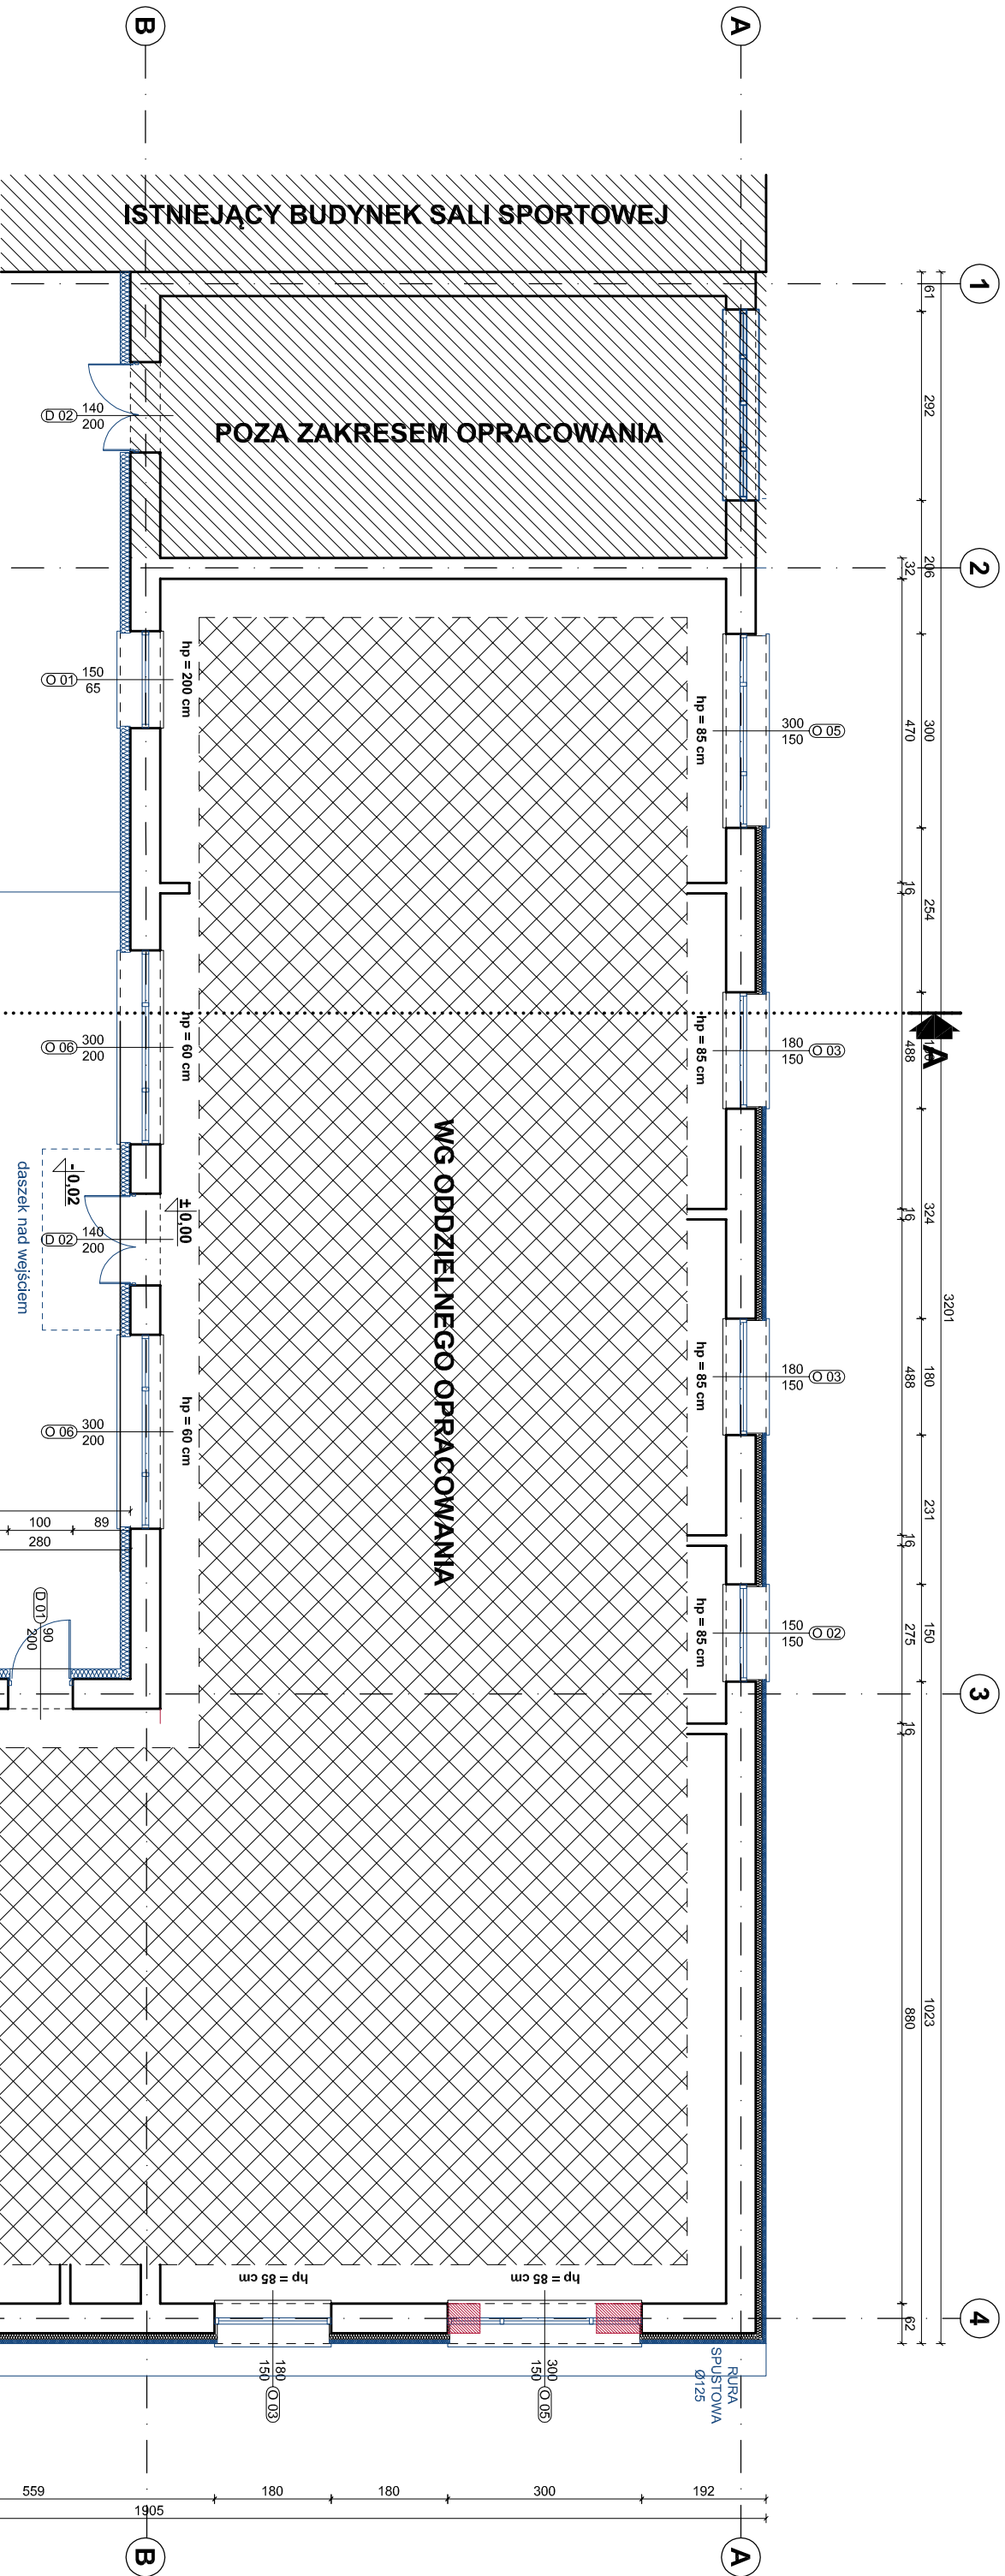 B
A
ISTNIEJĄCY BUDYNEK SALI SPORTOWEJ
1
61
292
D 02
140
200
POZA ZAKRESEM OPRACOWANIA
2
206
32
O 01
150
65
hp = 200 cm
hp = 85 cm
300
150
O 05
300
470
16
254
A
O 06
300
200
hp = 60 cm
hp = 85 cm
180
150
O 03
488
-0.02
±0,00
D 02
140
200
daszek nad wejściem
WG ODDZIELNEGO OPRACOWANIA
16
324
3201
O 06
300
200
hp = 60 cm
hp = 85 cm
180
150
O 03
180
488
100
89
280
231
16
D 01
90
200
hp = 85 cm
150
150
O 02
150
275
3
16
1023
880
hp = 85 cm
hp = 85 cm
4
62
180
150
O 03
300
150
O 05
RURA
SPUSTOWA
Ø125
559
180
180
300
192
1905
B
A